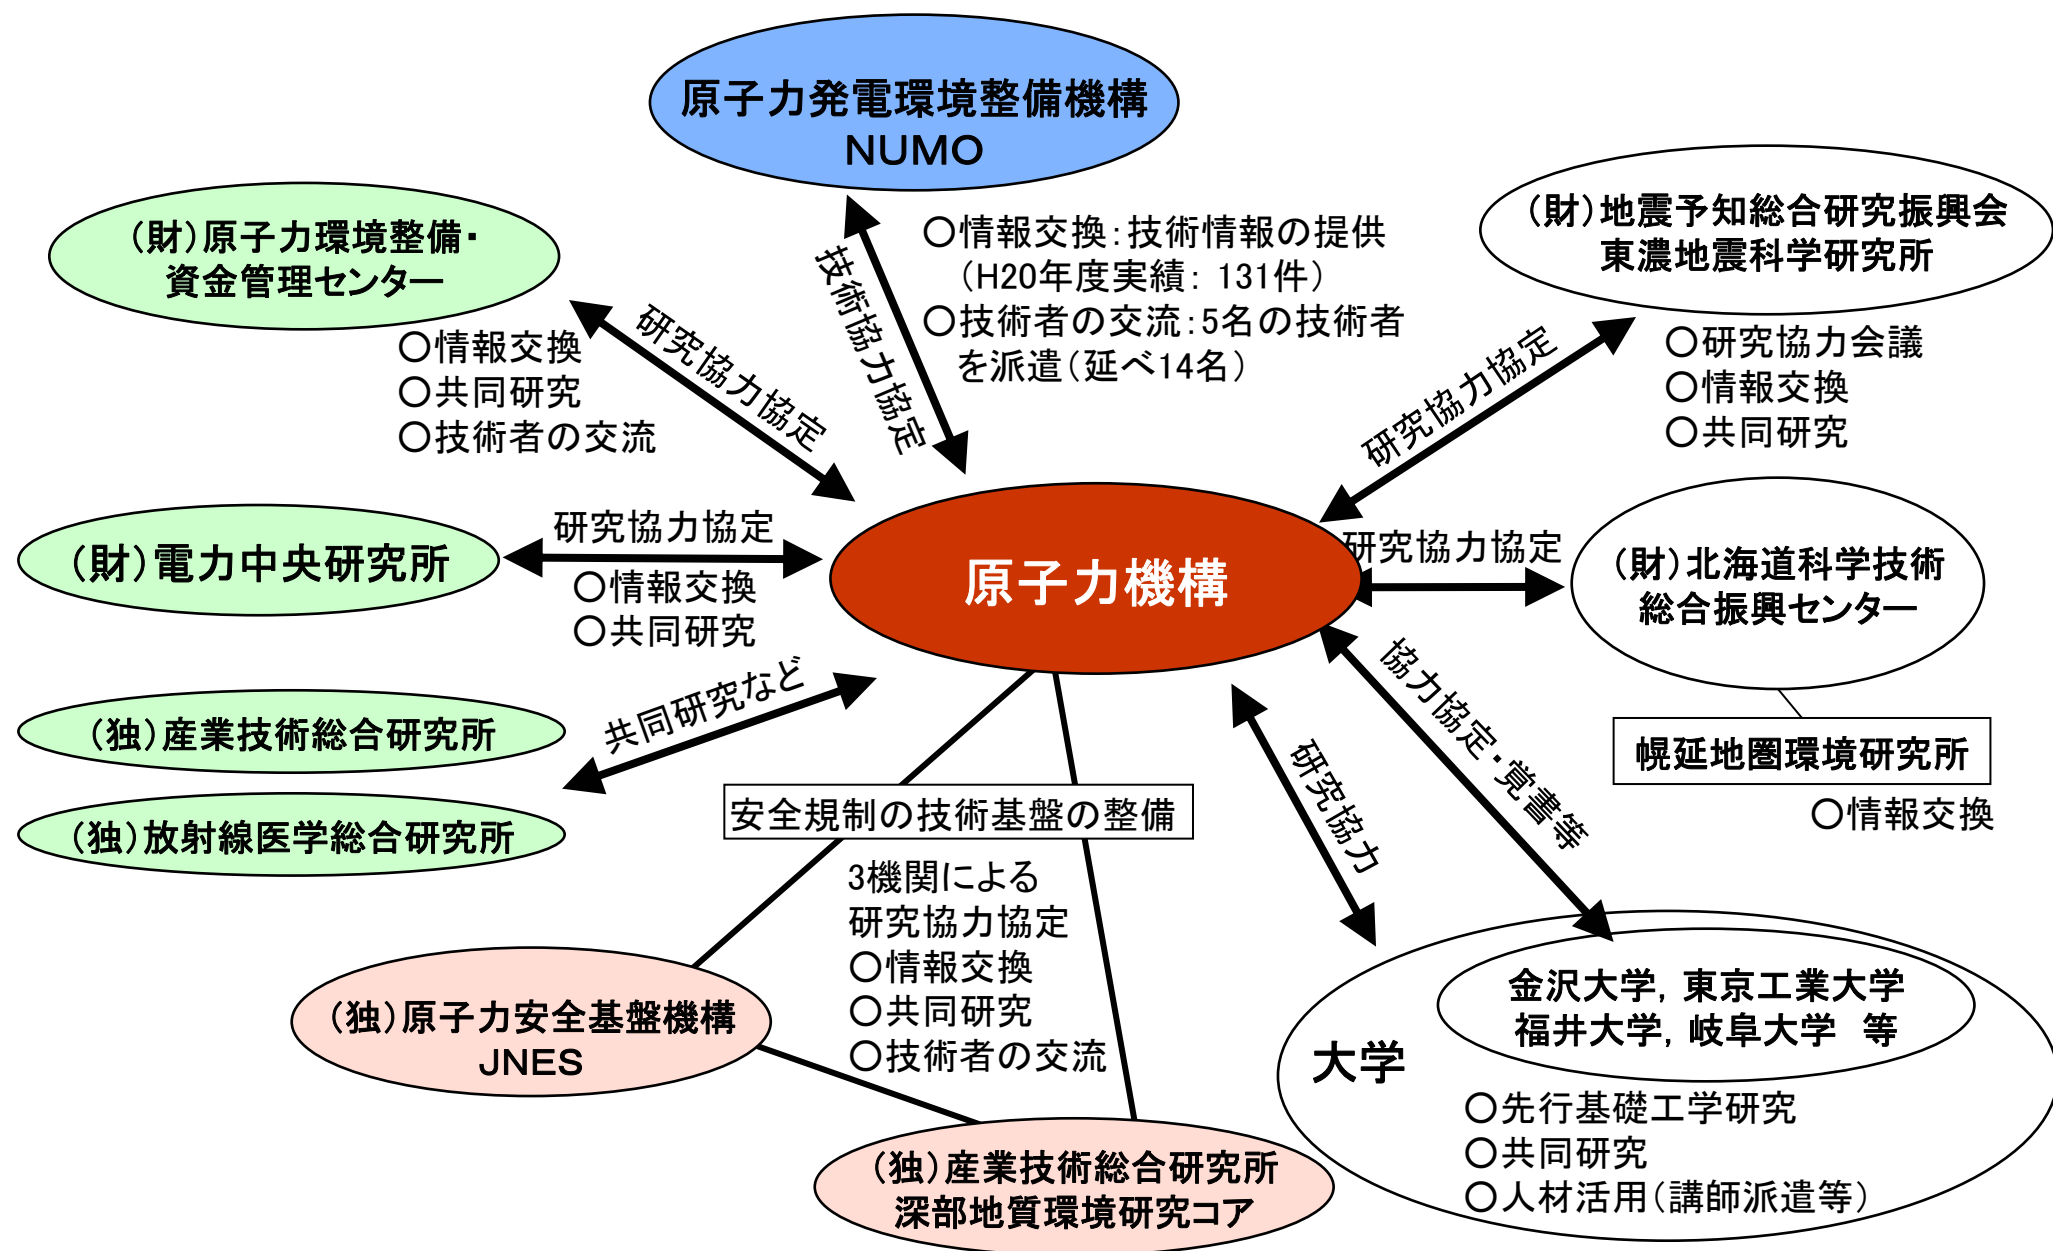 原子力発電環境整備機構
NUMO
(財)原子力環境整備・
資金管理センター
(財)地震予知総合研究振興会
東濃地震科学研究所
技術協力協定
○情報交換:技術情報の提供
(H20年度実績: 131件)
○技術者の交流:5名の技術者
を派遣(延べ14名)
研究協力協定
○情報交換
○共同研究
○技術者の交流
研究協力協定
○研究協力会議
○情報交換
○共同研究
(財)電力中央研究所
研究協力協定
○情報交換
○共同研究
原子力機構
研究協力協定
(財)北海道科学技術
総合振興センター
幌延地圏環境研究所
○情報交換
(独)産業技術総合研究所
(独)放射線医学総合研究所
共同研究など
安全規制の技術基盤の整備
3機関による
研究協力協定
○情報交換
○共同研究
○技術者の交流
研究協力
協力協定・覚書等
(独)原子力安全基盤機構
JNES
(独)産業技術総合研究所
深部地質環境研究コア
大学
金沢大学, 東京工業大学
福井大学, 岐阜大学 等
○先行基礎工学研究
○共同研究
○人材活用(講師派遣等)